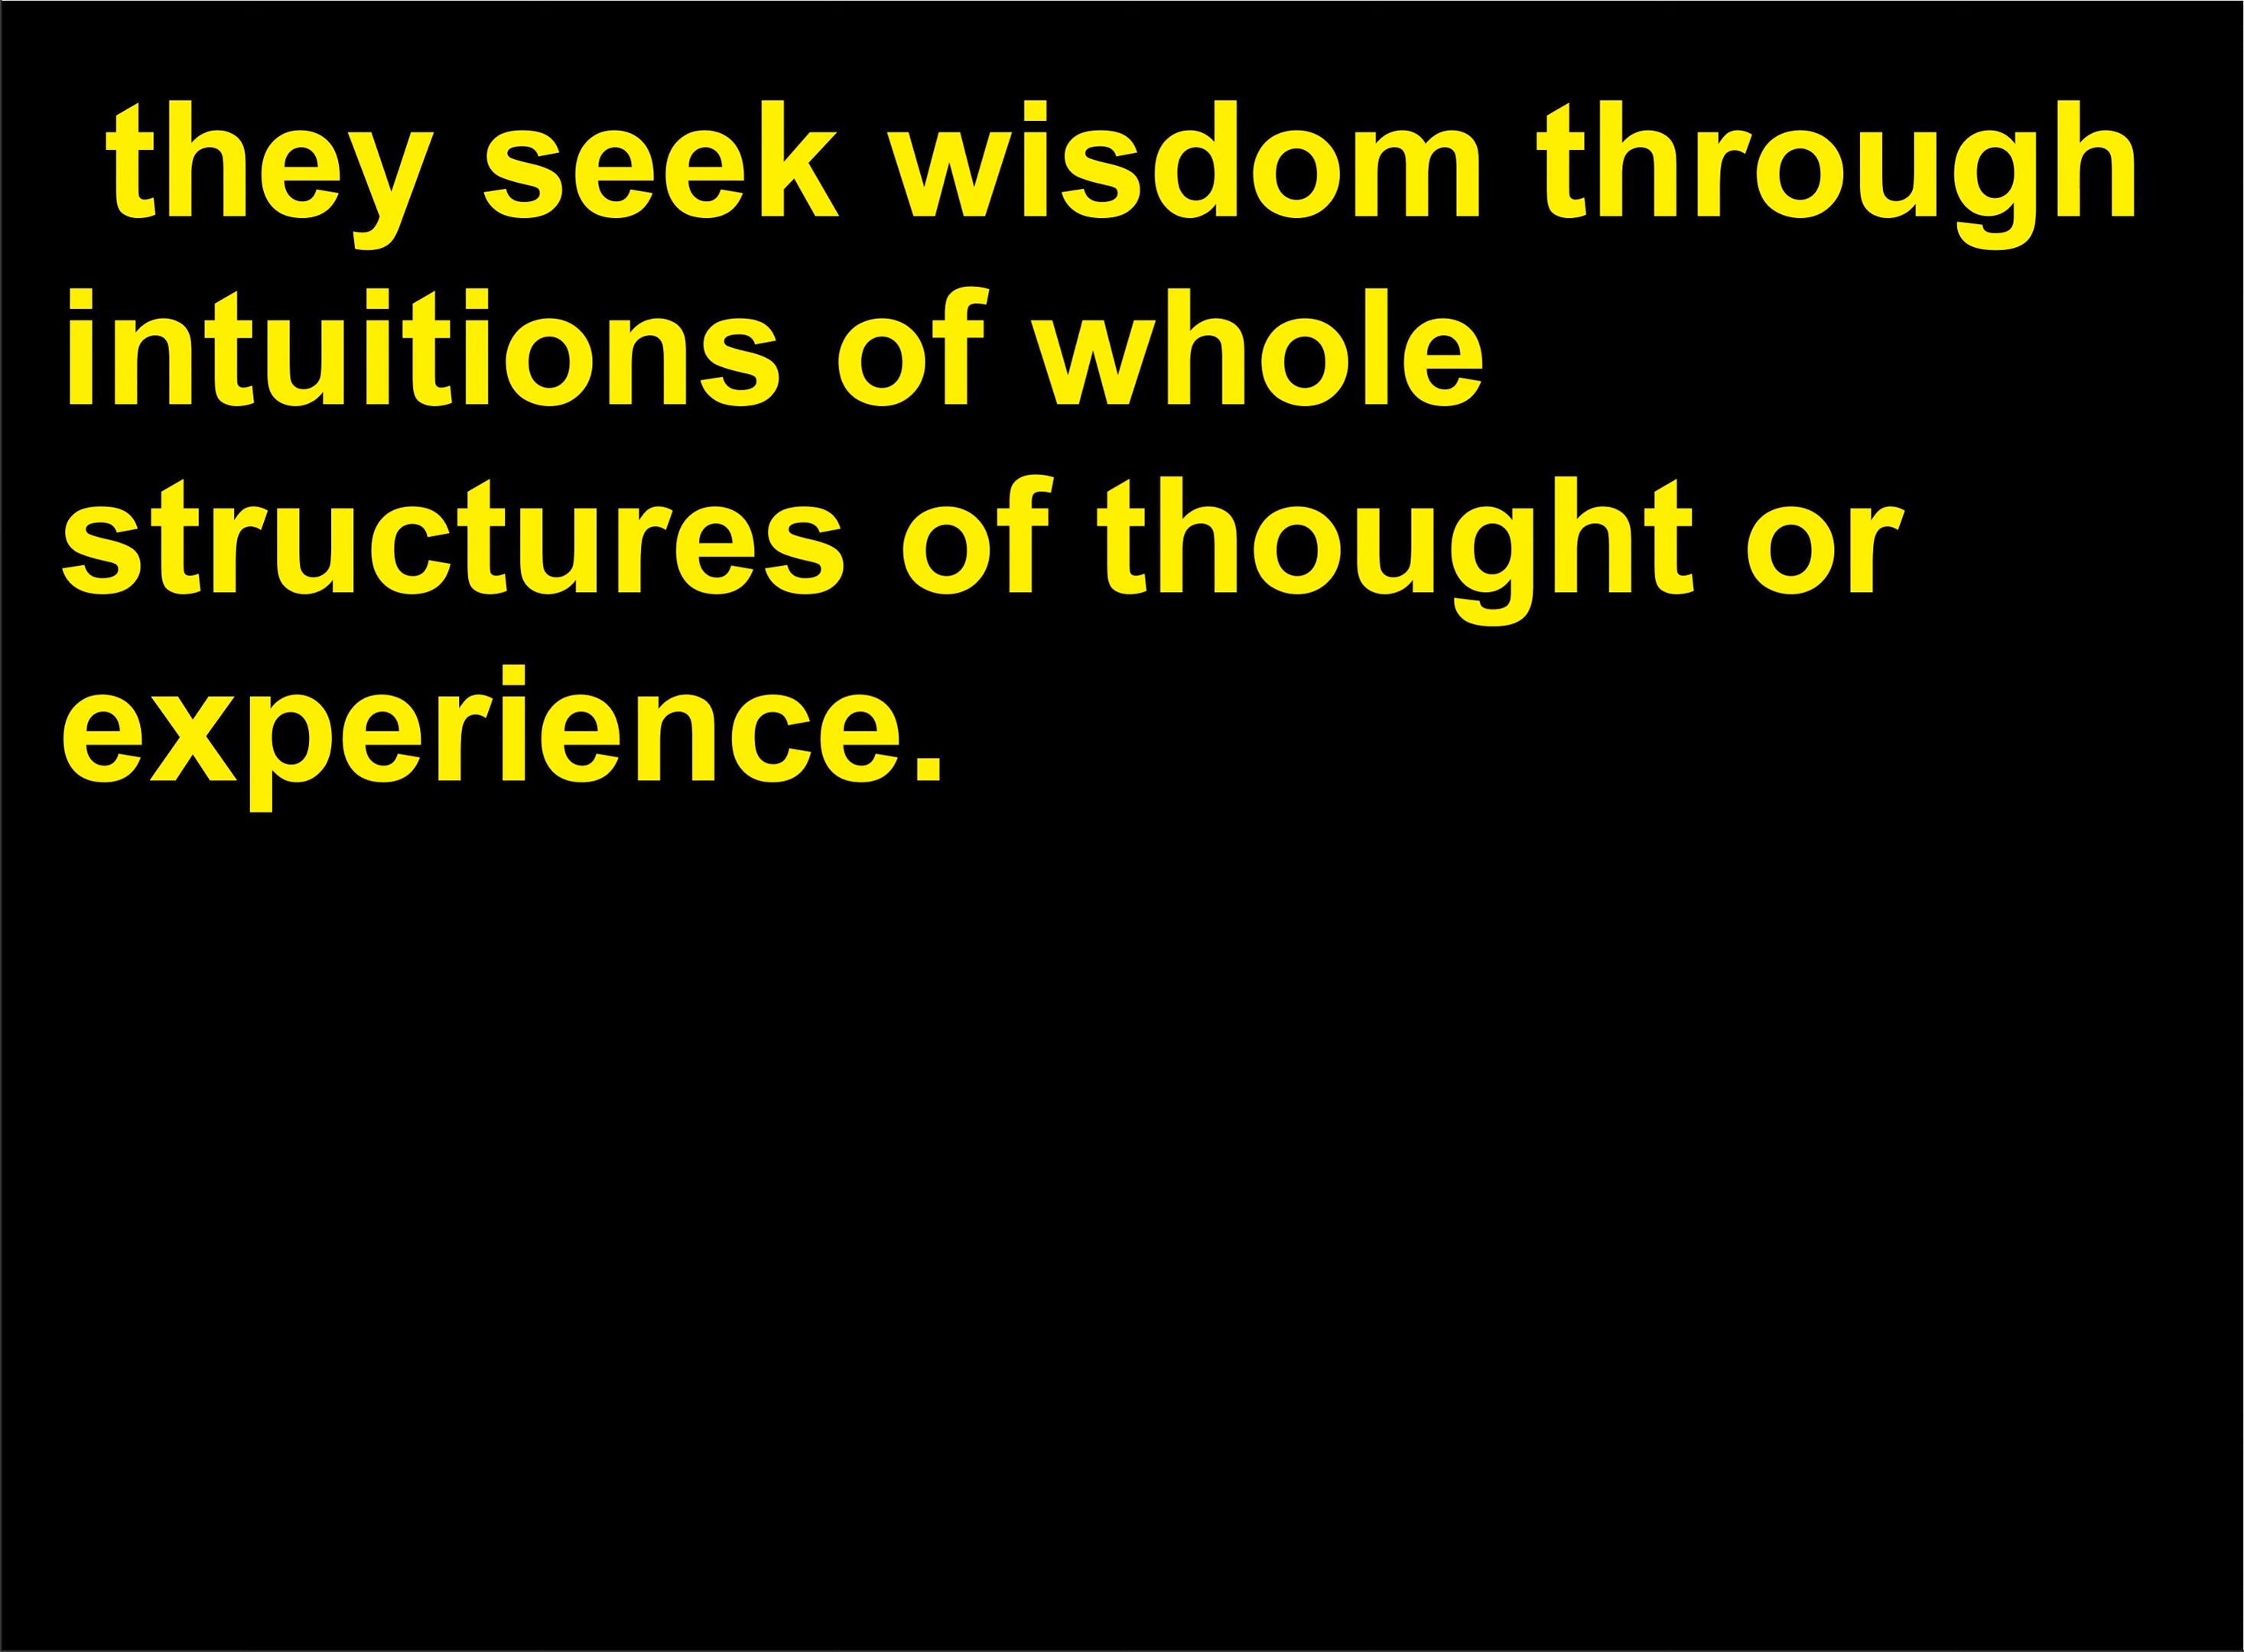 they seek wisdom through
intuitions of whole
structures of thought or
experience.